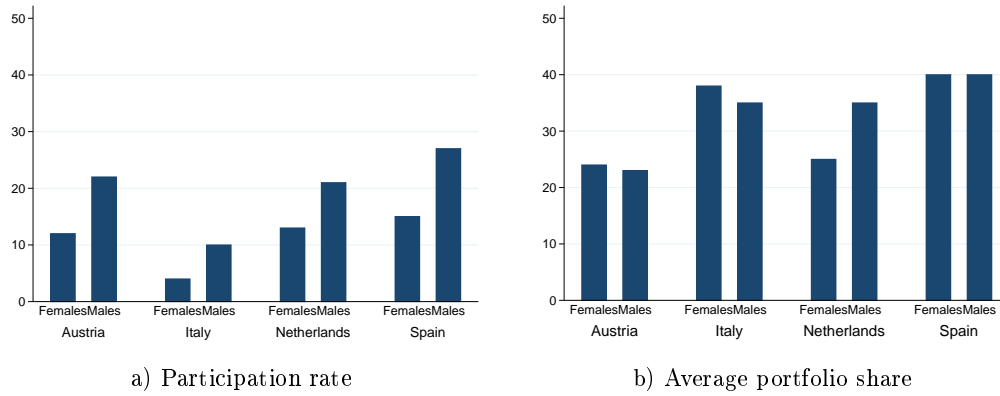 50
40
30
20
10
0
FemalesMales FemalesMales FemalesMales FemalesMales
Austria Italy Netherlands Spain
a) Participation rate
50
40
30
20
10
0
FemalesMales FemalesMales FemalesMales FemalesMales
Austria Italy Netherlands Spain
b) Average portfolio share